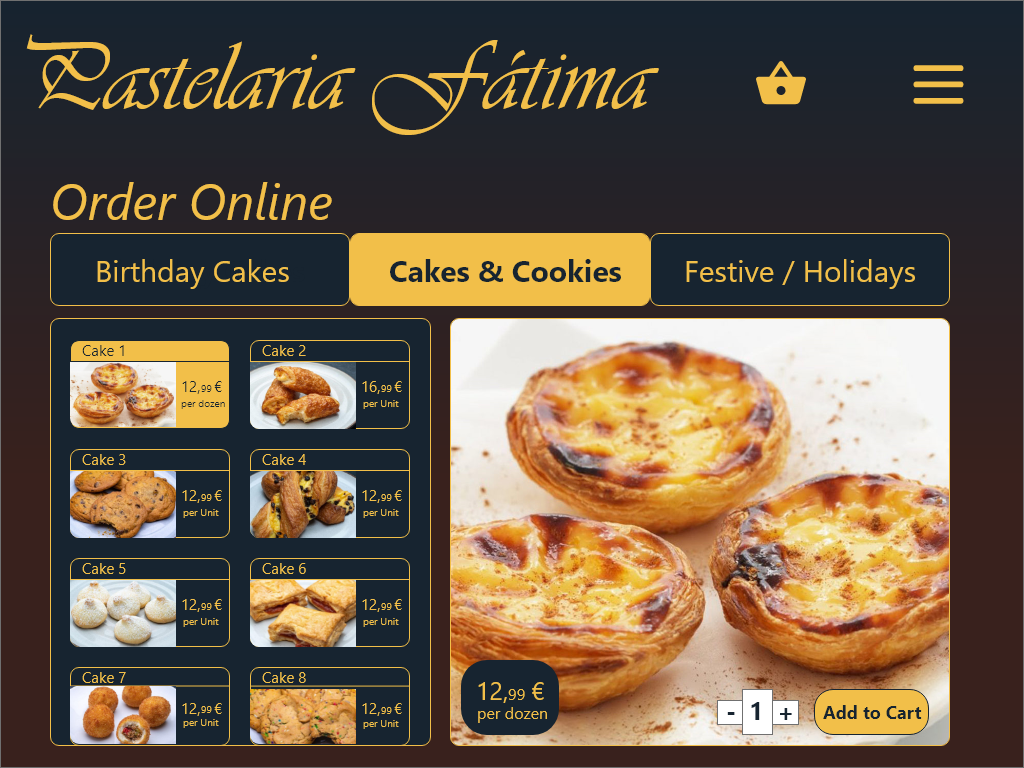 Pastelaria Fátima
Order Online
Birthday Cakes
Cakes & Cookies
Festive / Holidays
Cake 1
12,99 €
per dozen
Cake 2
16,99 €
per Unit
Cake 3
12,99 €
per Unit
Cake 4
12,99 €
per Unit
Cake 5
12,99 €
per Unit
Cake 6
12,99 €
per Unit
Cake 7
12,99 €
per Unit
Cake 8
12,99 €
per Unit
12,99 €
per dozen
- 1 +
Add to Cart